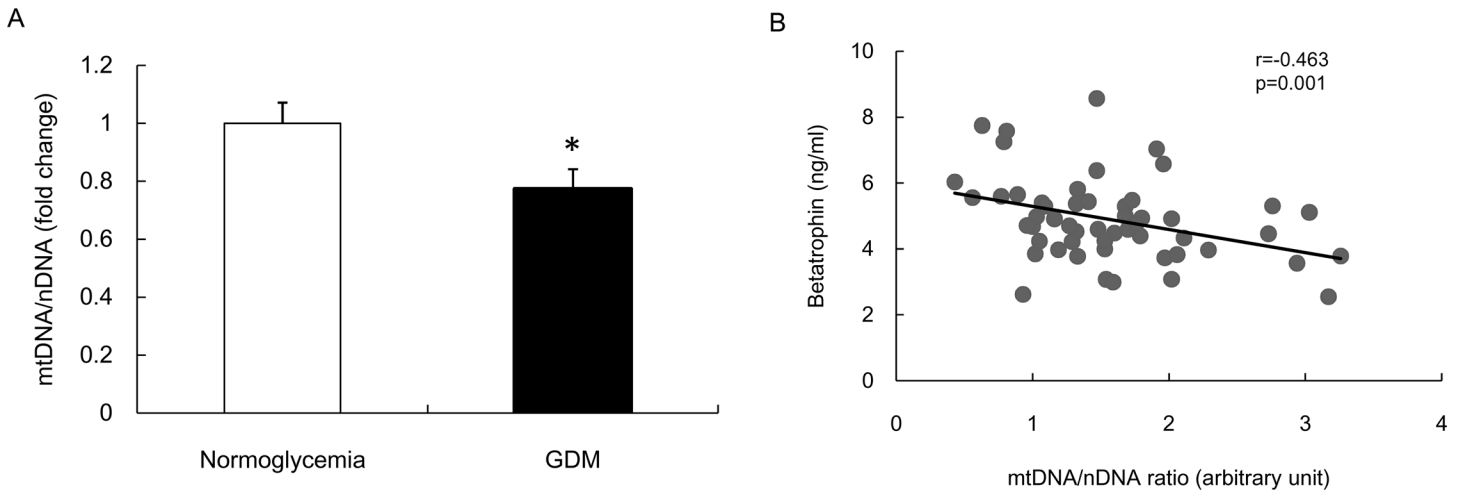 A
mtDNA/nDNA (fold change)
1.2
1
0.8
0.6
0.4
0.2
0
*
Normoglycemia
GDM
B
Betatrophin (ng/ml)
10
8
6
4
2
0
r=-0.463
p=0.001
0
1
2
3
4
mtDNA/nDNA ratio (arbitrary unit)